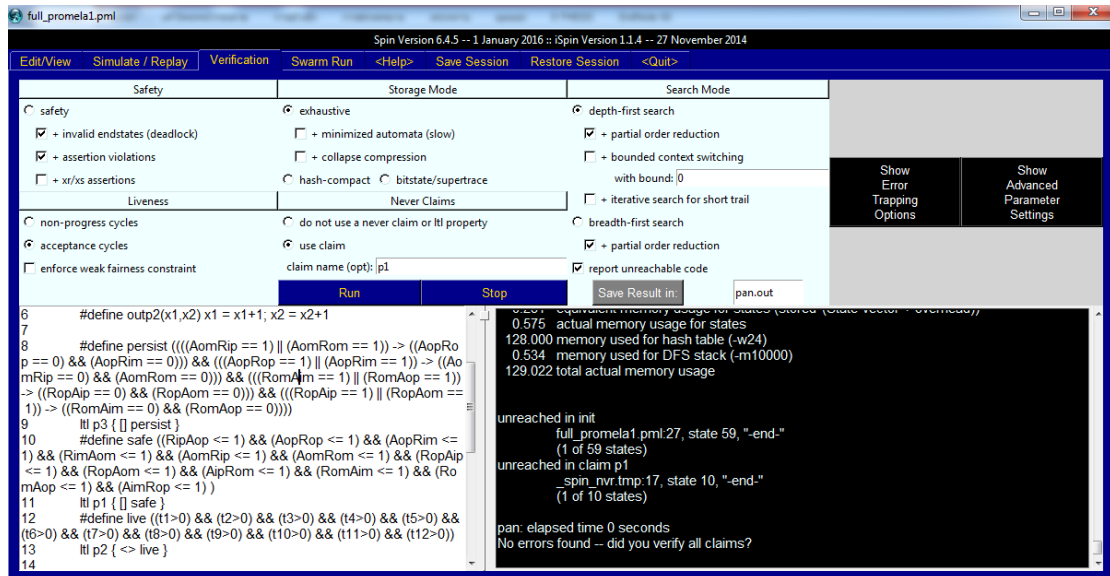 full_promela1.pml
Spin Version 6.4.5 -- 1 January 2016 :: iSpin Version 1.1.4 -- 27 November 2014
Edit/View Simulate / Replay Verification Swarm Run <Help> Save Session Restore Session <Quit>
Safety
safety
+ invalid endstates (deadlock)
+ assertion violations
+ xr/xs assertions
Liveness
non-progress cycles
acceptance cycles
enforce weak fairness constraint
Storage Mode
exhaustive
+ minimized automata (slow)
+ collapse compression
hash-compact bitstate/supertrace
Never Claims
do not use a never claim or ltl property
use claim
claim name (opt): p1
Run Stop
Search Mode
depth-first search
+ partial order reduction
+ bounded context switching
with bound: 0
+ iterative search for short trail
breadth-first search
+ partial order reduction
report unreachable code
Save Result in: pan.out
Show
Error
Trapping
Options
Show
Advanced
Parameter
Settings
6 #define outp2(x1,x2) x1 = x1+1; x2 = x2+1
7
8 #define persist ((((AomRip == 1) || (AomRom == 1)) -> ((AopRo
p == 0) && (AopRim == 0))) && (((AopRop == 1) || (AopRim == 1)) -> ((Ao
mRip == 0) && (AomRom == 0))) && (((RomAim == 1) || (RomAop == 1))
-> ((RopAip == 0) && (RopAom == 0))) && (((RopAip == 1) || (RopAom ==
1)) -> ((RomAim == 0) && (RomAop == 0))))
9 ltl p3 { [] persist }
10 #define safe ((RipAop <= 1) && (AopRop <= 1) && (AopRim <=
1) && (RimAom <= 1) && (AomRip <= 1) && (AomRom <= 1) && (RopAip
<= 1) && (RopAom <= 1) && (AipRom <= 1) && (RomAim <= 1) && (Ro
mAop <= 1) && (AimRop <= 1) )
11 ltl p1 { [] safe }
12 #define live ((t1>0) && (t2>0) && (t3>0) && (t4>0) && (t5>0) &&
(t6>0) && (t7>0) && (t8>0) && (t9>0) && (t10>0) && (t11>0) && (t12>0))
13 ltl p2 { <> live }
14
equivalent memory usage for states (stored*(State-vector + overhead))
0.575 actual memory usage for states
128.000 memory used for hash table (-w24)
0.534 memory used for DFS stack (-m10000)
129.022 total actual memory usage
unreached in init
full_promela1.pml:27, state 59, "-end-"
(1 of 59 states)
unreached in claim p1
_spin_nvr.tmp:17, state 10, "-end-"
(1 of 10 states)
pan: elapsed time 0 seconds
No errors found -- did you verify all claims?